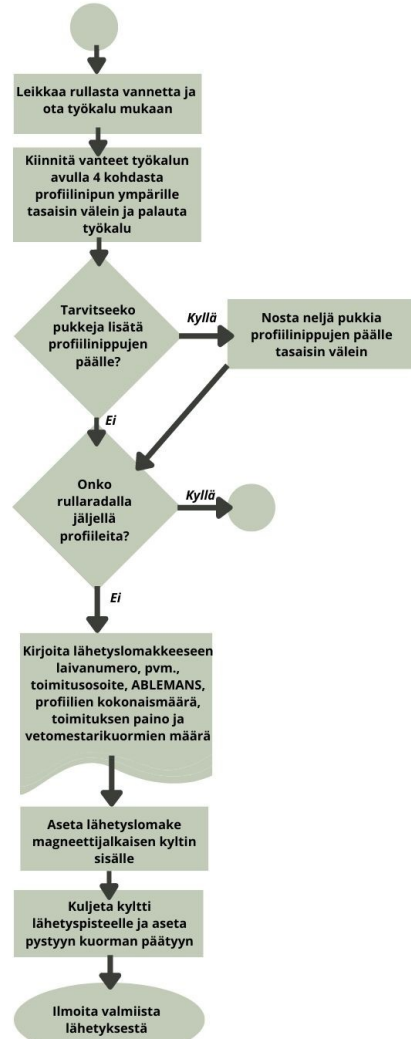 Leikkaa rullasta vannetta ja
ota työkalu mukaan
Kiinnitä vanteet työkalun
avulla 4 kohdasta
profiilinipun ympärille
tasaisin välein ja palauta
työkalu
Tarvitseeko
pukkeja lisätä
profiilinippujen
päälle?
Kyllä
Nosta neljä pukkia
profiilinippujen päälle
tasaisin välein
Ei
Onko
rullaradalla
jäljellä
profiileita?
Kyllä
Ei
Kirjoita lähetyslomakkeeseen
laivanumero, pvm.,
toimitusosoite, ABLEMANS,
profiilien kokonaismäärä,
toimituksen paino ja
vetomestarikuormien määrä
Aseta lähetyslomake
magneettijalkaisen kyltin
sisälle
Kuljeta kyltti
lähetyspisteelle ja aseta
pystyyn kuorman päätyyn
Ilmoita valmiista
lähetyksestä